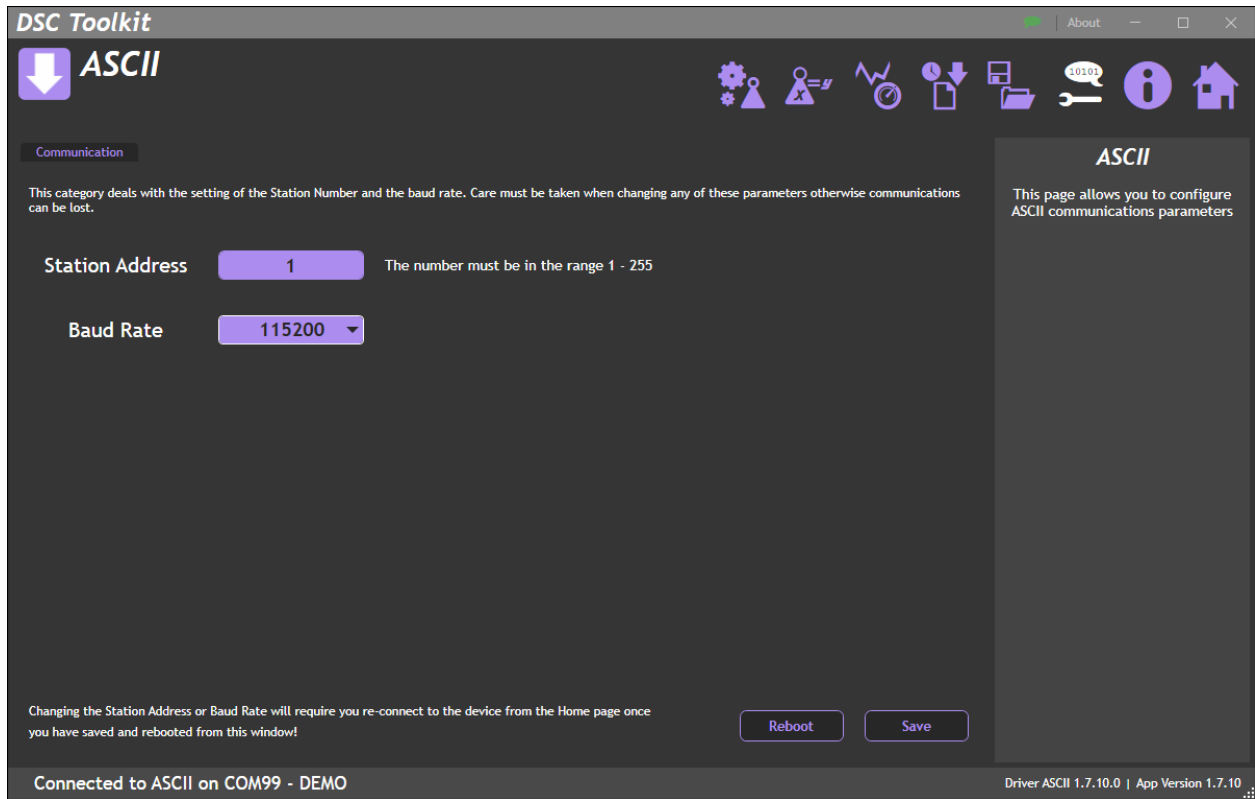 DSC Toolkit
About
ASCII
x
=y
10101
i
Communication
This category deals with the setting of the Station Number and the baud rate. Care must be taken when changing any of these parameters otherwise communications
can be lost.
Station Address
1
The number must be in the range 1 - 255
Baud Rate
115200
ASCII
This page allows you to configure
ASCII communications parameters
Changing the Station Address or Baud Rate will require you re-connect to the device from the Home page once
you have saved and rebooted from this window!
Reboot
Save
Connected to ASCII on COM99 - DEMO
Driver ASCII 1.7.10.0 | App Version 1.7.10